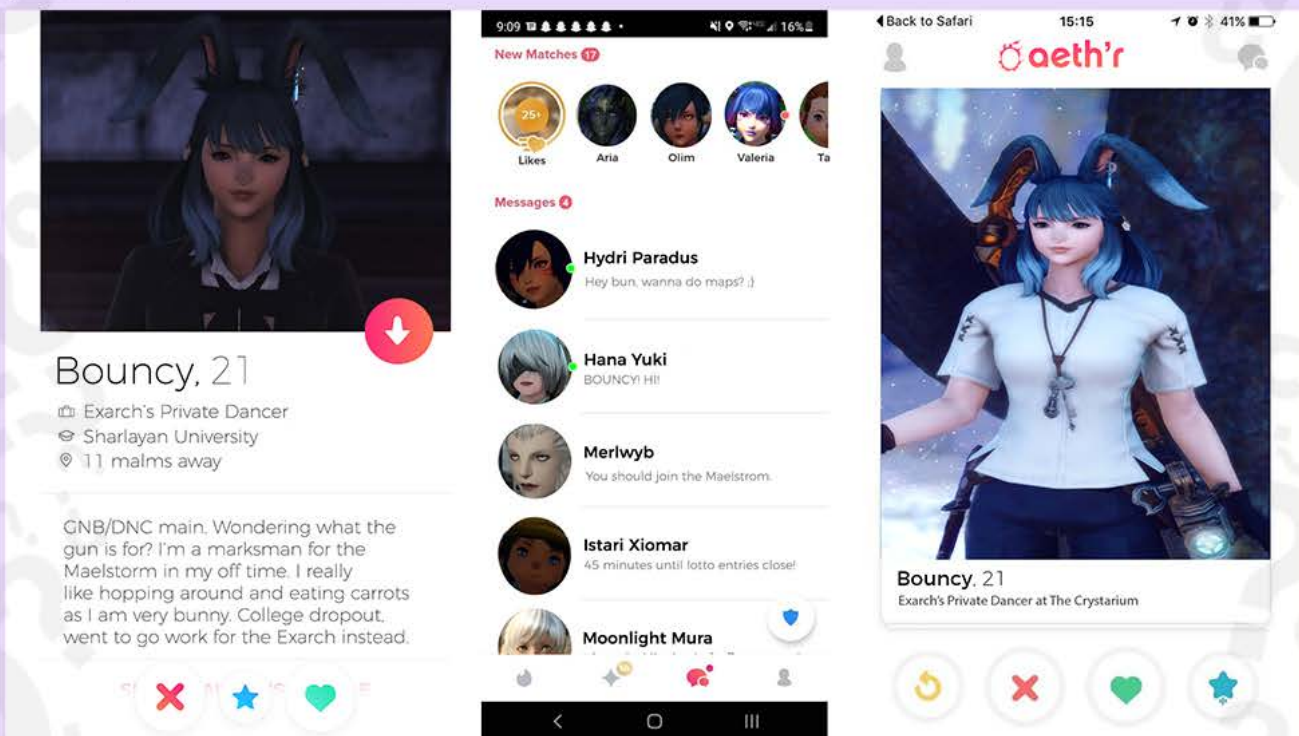 Bouncy, 21
Exarch's Private Dancer
Sharlayan University
11 malms away
GNB/DNC main. Wondering what the
gun is for? I'm a marksman for the
Maelstorm in my off time. I really
like hopping around and eating carrots
as I am very bunny. College dropout,
went to go work for the Exarch instead.
9:09
16%
New Matches 17
25+
Likes
Aria
Olim
Valeria
Ta
Messages 4
Hydri Paradus
Hey bun, wanna do maps? ;)
Hana Yuki
BOUNCY! HI!
Merlwyb
You should join the Maelstrom.
Istari Xiomar
45 minutes until lotto entries close!
Moonlight Mura
Back to Safari
15:15
41%
aeth'r
Bouncy, 21
Exarch's Private Dancer at The Crystarium